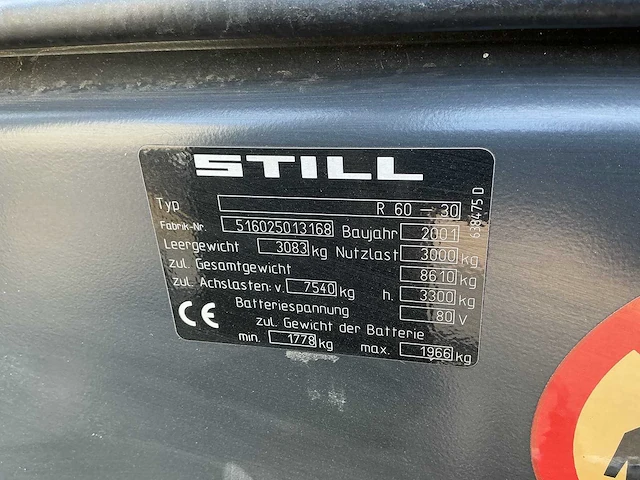 STILL
Typ R 60 - 30
Fabrik-Nr. 516025013168 Baujahr 2001
Leergewicht 3083 kg Nutzlast 3000 kg
zul. Gesamtgewicht 8610 kg
zul. Achslasten: v. 7540 kg h. 3300 kg
Batteriespannung 80 V
zul. Gewicht der Batterie
min. 1778 kg max. 1966 kg
CE
638475 D